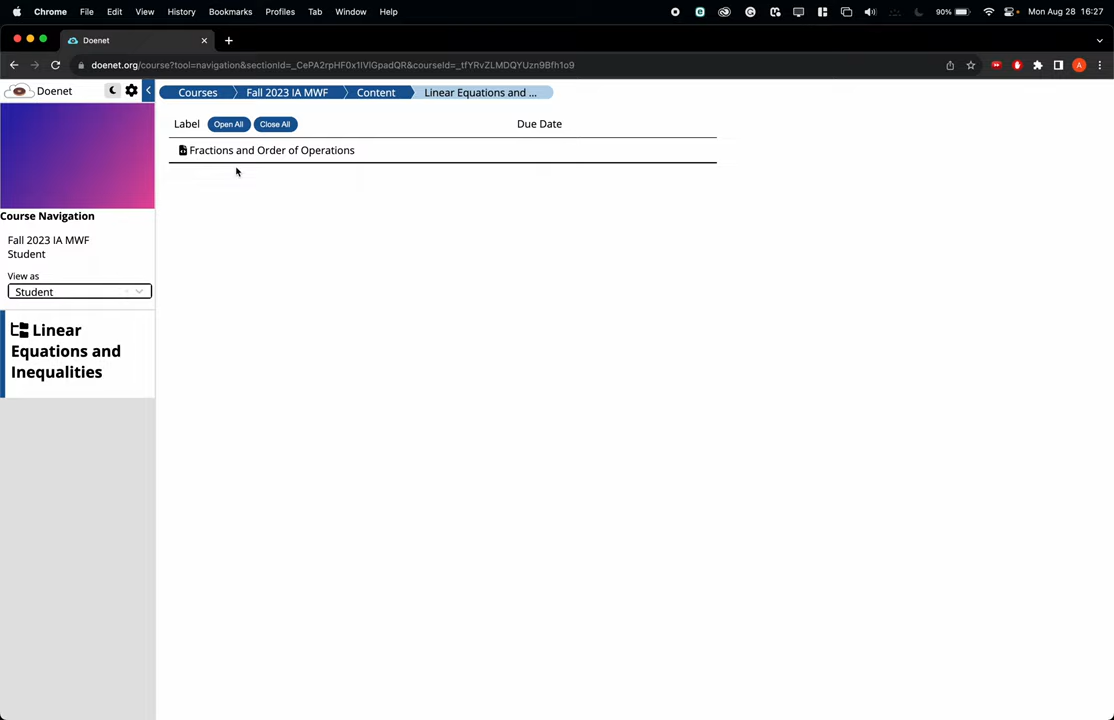 Chrome File Edit View History Bookmarks Profiles Tab Window Help 90% Mon Aug 28 16:27
Doenet
doenet.org/course?tool=navigation&sectionId=_CePA2rpHF0x1IVlGpadQR&courseId=_tfYRvZLMDQYUzn9Bfh1o9
A
Doenet
Courses Fall 2023 IA MWF Content Linear Equations and ...
Label Open All Close All Due Date
Fractions and Order of Operations
Course Navigation
Fall 2023 IA MWF
Student
View as
Student
Linear
Equations and
Inequalities